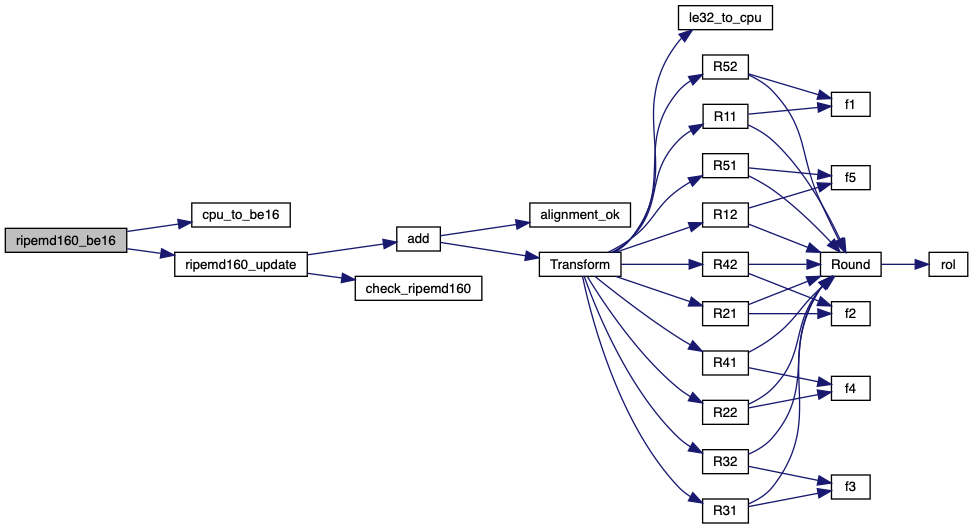 ripemd160_be16
cpu_to_be16
ripemd160_update
add
check_ripemd160
alignment_ok
Transform
le32_to_cpu
R52
R11
R51
R12
R42
R21
R41
R22
R32
R31
f1
f5
Round
f2
f4
f3
rol